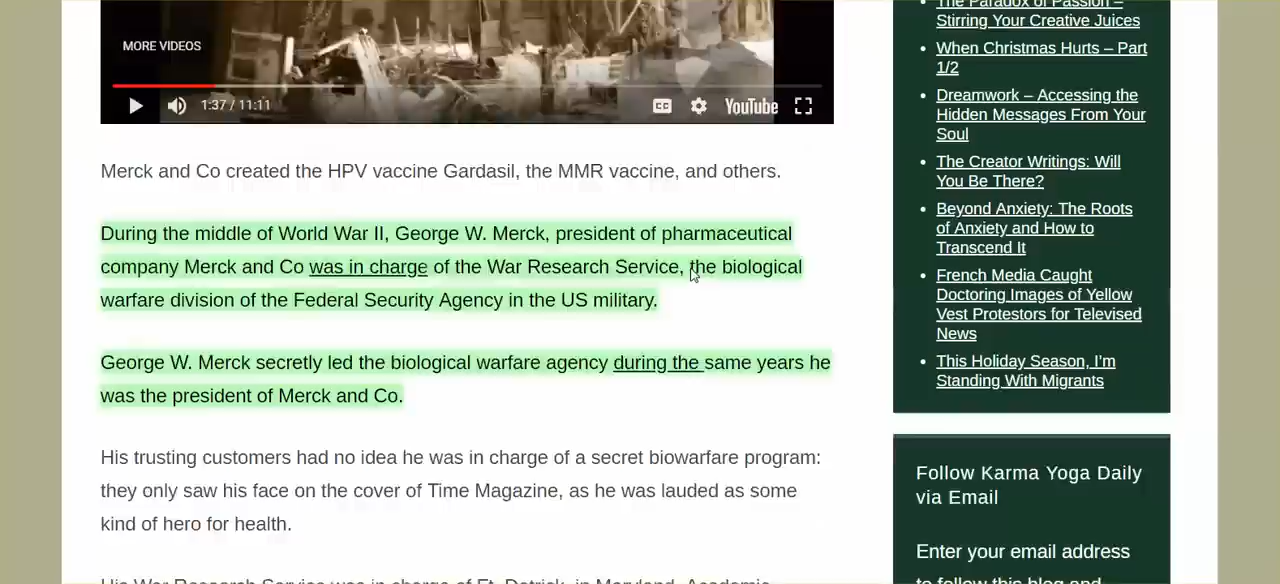 MORE VIDEOS
1:37 / 11:11
CC
YouTube
Merck and Co created the HPV vaccine Gardasil, the MMR vaccine, and others.
During the middle of World War II, George W. Merck, president of pharmaceutical
company Merck and Co was in charge of the War Research Service, the biological
warfare division of the Federal Security Agency in the US military.
George W. Merck secretly led the biological warfare agency during the same years he
was the president of Merck and Co.
His trusting customers had no idea he was in charge of a secret biowarfare program:
they only saw his face on the cover of Time Magazine, as he was lauded as some
kind of hero for health.
His War Research Service was in charge of Ft. Detrick, in Maryland. Academic
The Paradox of Passion –
Stirring Your Creative Juices
When Christmas Hurts – Part
1/2
Dreamwork – Accessing the
Hidden Messages From Your
Soul
The Creator Writings: Will
You Be There?
Beyond Anxiety: The Roots
of Anxiety and How to
Transcend It
French Media Caught
Doctoring Images of Yellow
Vest Protestors for Televised
News
This Holiday Season, I'm
Standing With Migrants
Follow Karma Yoga Daily
via Email
Enter your email address
to follow this blog and